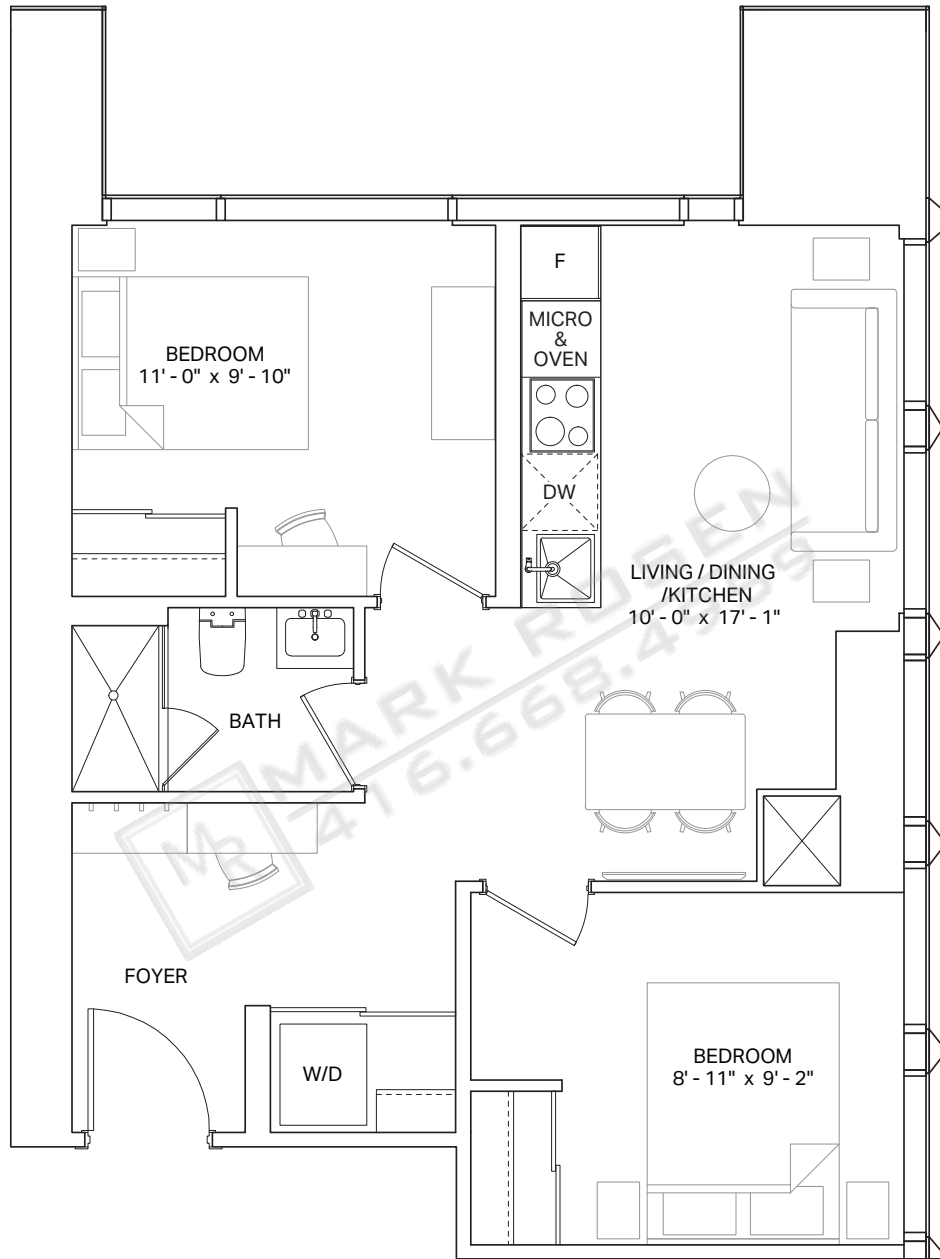 F
MICRO
&
OVEN
BEDROOM
11' - 0" x 9' - 10"
DW
LIVING / DINING
/KITCHEN
10' - 0" x 17' - 1"
BATH
MR
MARK ROSEN
FOYER
W/D
BEDROOM
8' - 11" x 9' - 2"